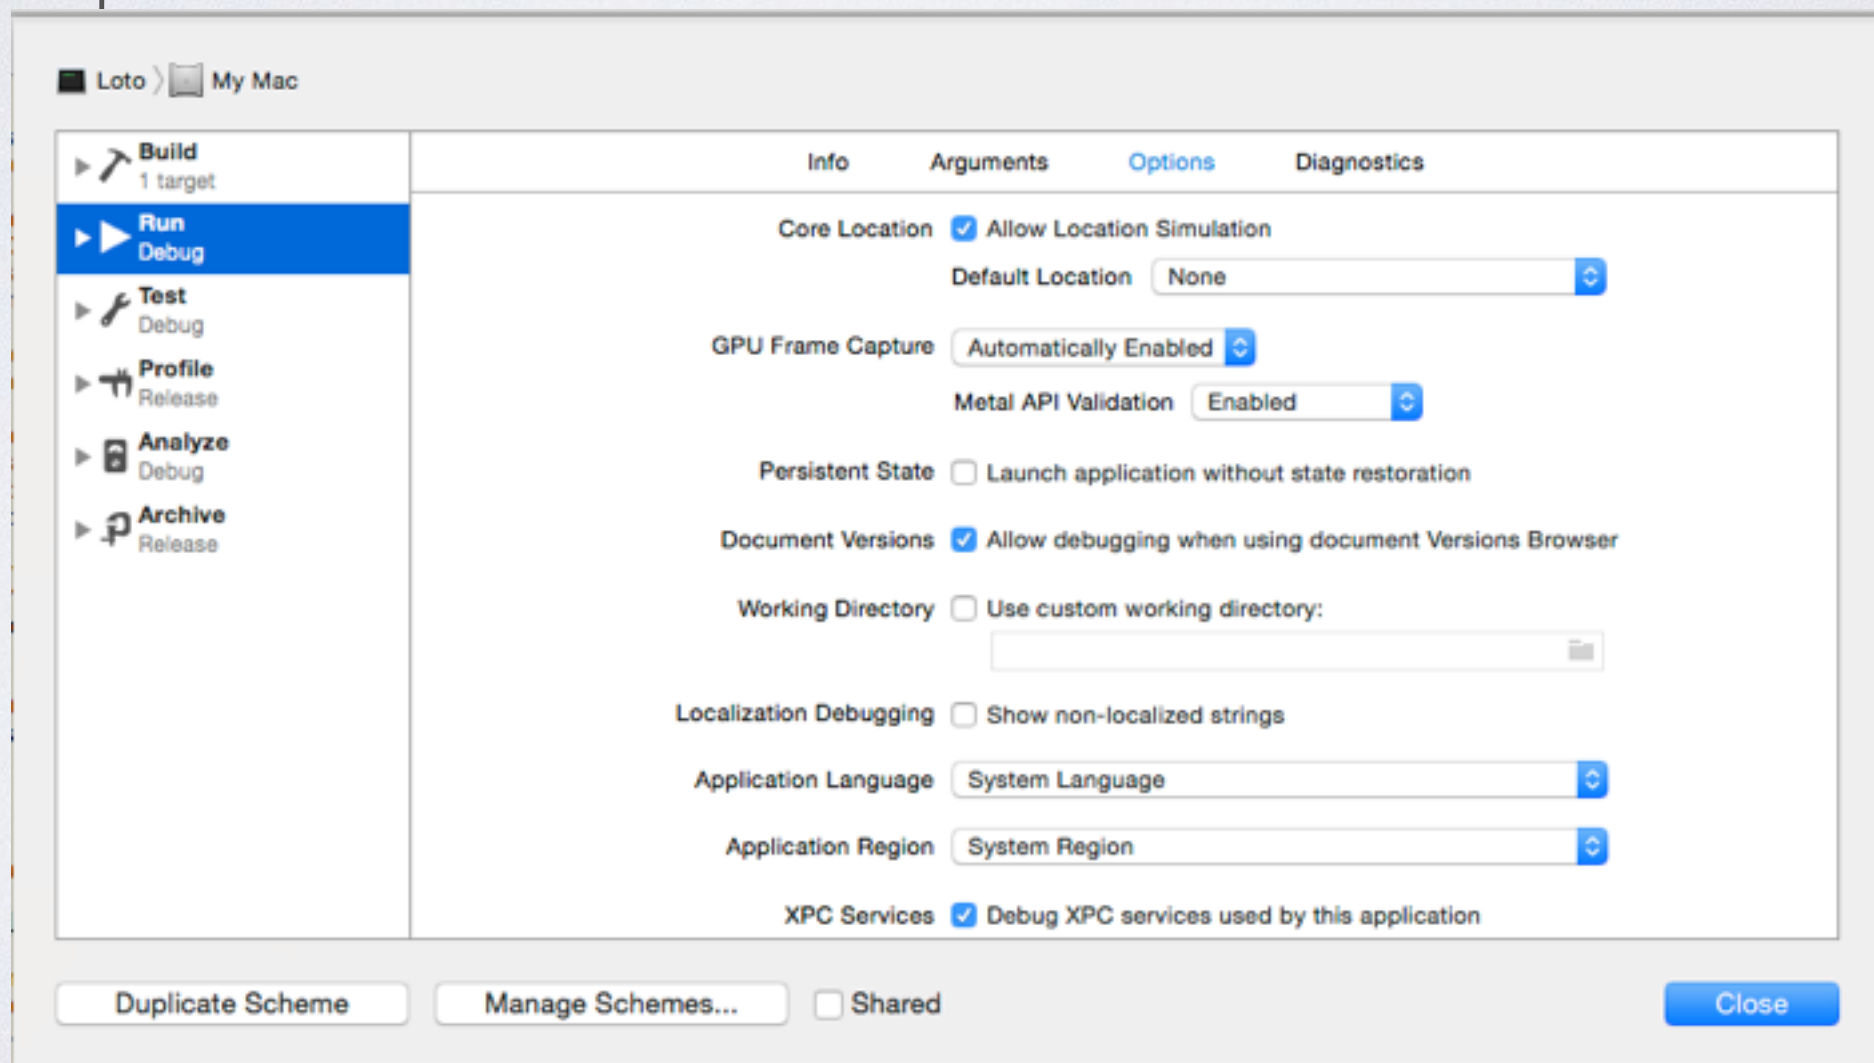 Loto My Mac
Build
1 target
Run
Debug
Test
Debug
Profile
Release
Analyze
Debug
Archive
Release
Info Arguments Options Diagnostics
Core Location Allow Location Simulation
Default Location None
GPU Frame Capture Automatically Enabled
Metal API Validation Enabled
Persistent State Launch application without state restoration
Document Versions Allow debugging when using document Versions Browser
Working Directory Use custom working directory:
Localization Debugging Show non-localized strings
Application Language System Language
Application Region System Region
XPC Services Debug XPC services used by this application
Duplicate Scheme Manage Schemes... Shared Close